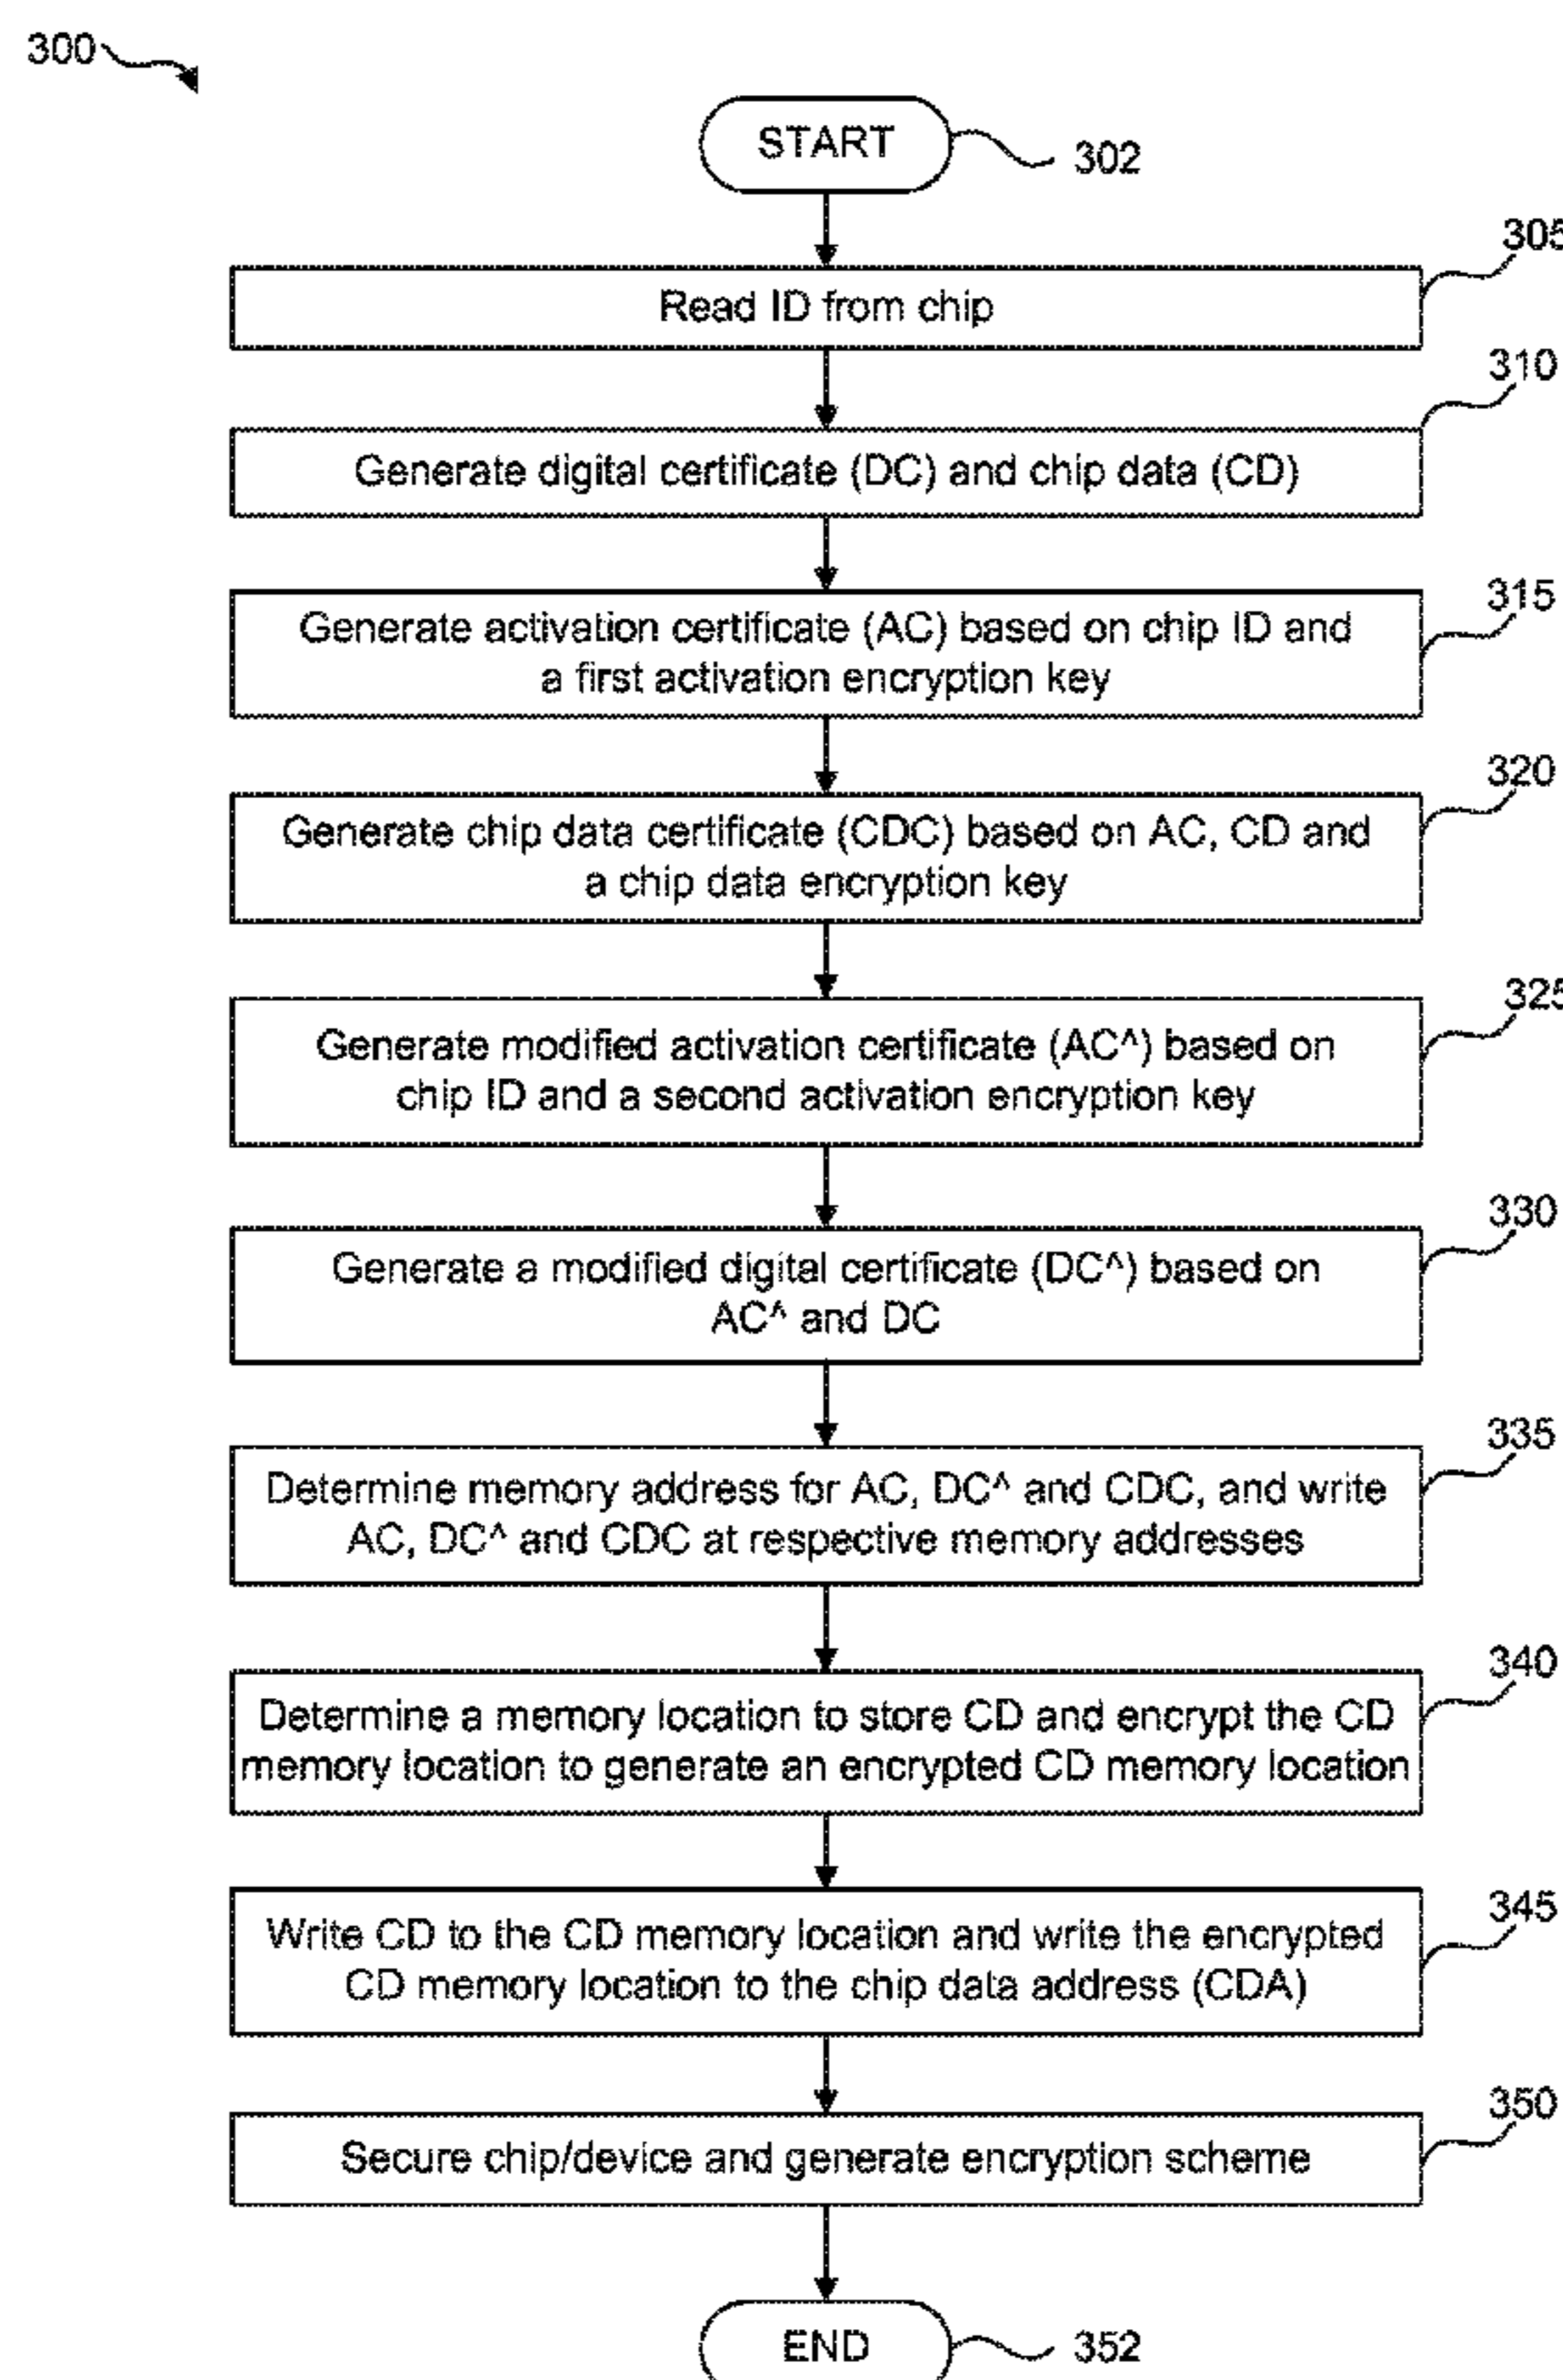 300
START
302
305
Read ID from chip
310
Generate digital certificate (DC) and chip data (CD)
315
Generate activation certificate (AC) based on chip ID and
a first activation encryption key
320
Generate chip data certificate (CDC) based on AC, CD and
a chip data encryption key
325
Generate modified activation certificate (AC^) based on
chip ID and a second activation encryption key
330
Generate a modified digital certificate (DC^) based on
AC^ and DC
335
Determine memory address for AC, DC^ and CDC, and write
AC, DC^ and CDC at respective memory addresses
340
Determine a memory location to store CD and encrypt the CD
memory location to generate an encrypted CD memory location
345
Write CD to the CD memory location and write the encrypted
CD memory location to the chip data address (CDA)
350
Secure chip/device and generate encryption scheme
END
352